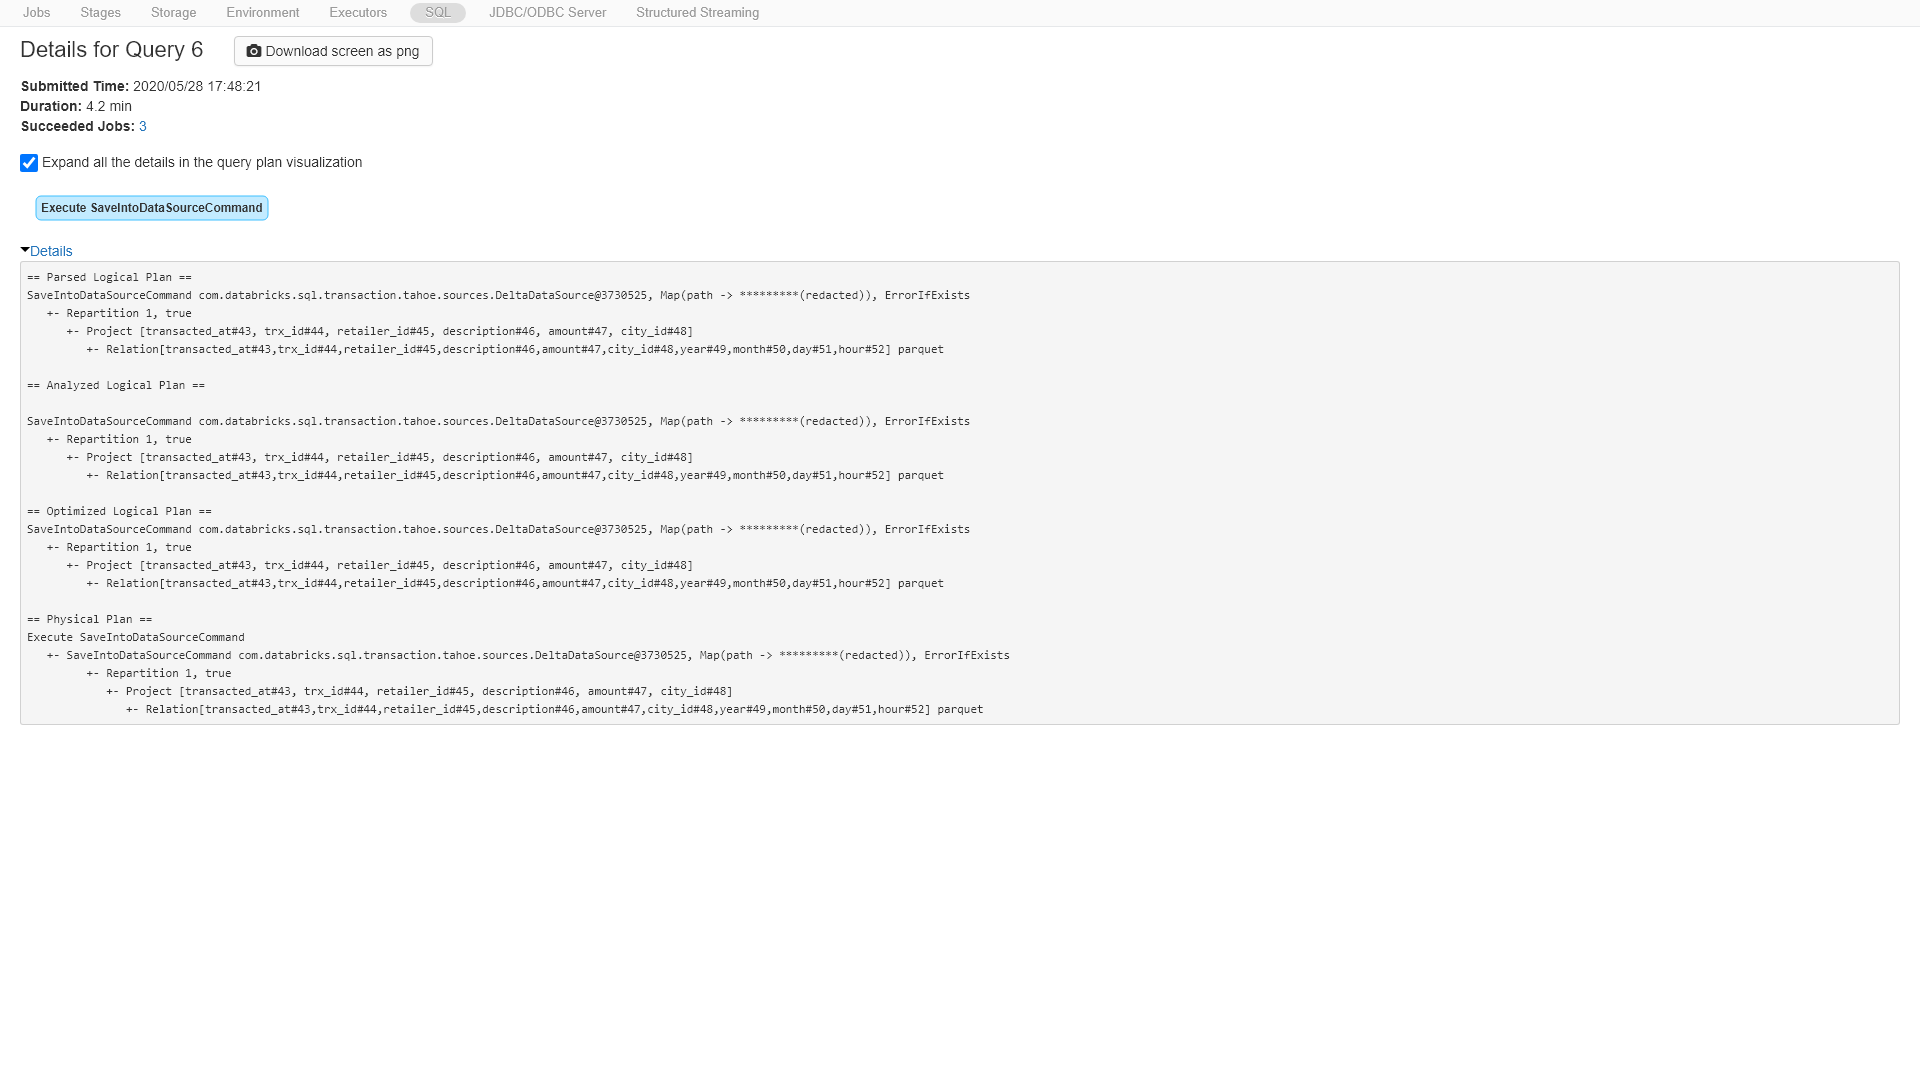 Jobs Stages Storage Environment Executors SQL JDBC/ODBC Server Structured Streaming
Details for Query 6 Download screen as png
Submitted Time: 2020/05/28 17:48:21
Duration: 4.2 min
Succeeded Jobs: 3
Expand all the details in the query plan visualization
Execute SaveIntoDataSourceCommand
Details
== Parsed Logical Plan ==
SaveIntoDataSourceCommand com.databricks.sql.transaction.tahoe.sources.DeltaDataSource@3730525, Map(path -> *********(redacted)), ErrorIfExists
   +- Repartition 1, true
      +- Project [transacted_at#43, trx_id#44, retailer_id#45, description#46, amount#47, city_id#48]
         +- Relation[transacted_at#43,trx_id#44,retailer_id#45,description#46,amount#47,city_id#48,year#49,month#50,day#51,hour#52] parquet
== Analyzed Logical Plan ==
SaveIntoDataSourceCommand com.databricks.sql.transaction.tahoe.sources.DeltaDataSource@3730525, Map(path -> *********(redacted)), ErrorIfExists
   +- Repartition 1, true
      +- Project [transacted_at#43, trx_id#44, retailer_id#45, description#46, amount#47, city_id#48]
         +- Relation[transacted_at#43,trx_id#44,retailer_id#45,description#46,amount#47,city_id#48,year#49,month#50,day#51,hour#52] parquet
== Optimized Logical Plan ==
SaveIntoDataSourceCommand com.databricks.sql.transaction.tahoe.sources.DeltaDataSource@3730525, Map(path -> *********(redacted)), ErrorIfExists
   +- Repartition 1, true
      +- Project [transacted_at#43, trx_id#44, retailer_id#45, description#46, amount#47, city_id#48]
         +- Relation[transacted_at#43,trx_id#44,retailer_id#45,description#46,amount#47,city_id#48,year#49,month#50,day#51,hour#52] parquet
== Physical Plan ==
Execute SaveIntoDataSourceCommand
   +- SaveIntoDataSourceCommand com.databricks.sql.transaction.tahoe.sources.DeltaDataSource@3730525, Map(path -> *********(redacted)), ErrorIfExists
         +- Repartition 1, true
            +- Project [transacted_at#43, trx_id#44, retailer_id#45, description#46, amount#47, city_id#48]
               +- Relation[transacted_at#43,trx_id#44,retailer_id#45,description#46,amount#47,city_id#48,year#49,month#50,day#51,hour#52] parquet